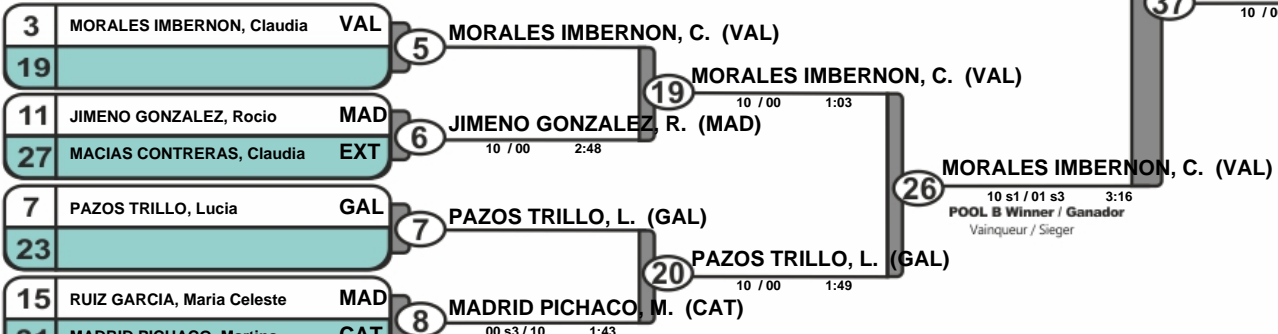 3 MORALES IMBERNON, Claudia VAL
19
5 MORALES IMBERNON, C. (VAL)
11 JIMENO GONZALEZ, Rocio MAD
27 MACIAS CONTRERAS, Claudia EXT
6 JIMENO GONZALEZ, R. (MAD)
10 / 00 2:48
19 MORALES IMBERNON, C. (VAL)
10 / 00 1:03
7 PAZOS TRILLO, Lucia GAL
23
7 PAZOS TRILLO, L. (GAL)
15 RUIZ GARCIA, Maria Celeste MAD
MADRID PICHACO, Martina CAT
8 MADRID PICHACO, M. (CAT)
00 s3 / 10 1:43
20 PAZOS TRILLO, L. (GAL)
10 / 00 1:49
26 MORALES IMBERNON, C. (VAL)
10 s1 / 01 s3 3:16
POOL B Winner / Ganador
Vainqueur / Sieger
37